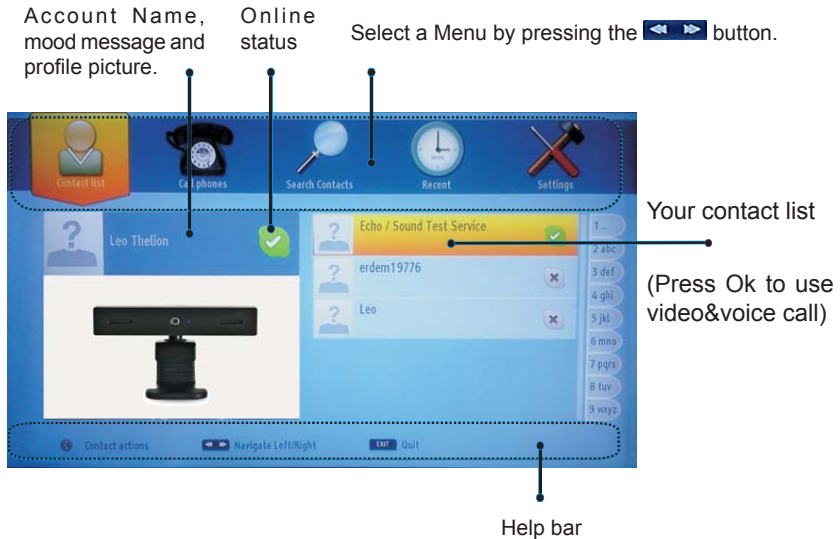 Account Name,
mood message and
profile picture.
Online
status
Select a Menu by pressing the button.
Contact list
Call phones
Search Contacts
Recent
Settings
Leo Thelion
Echo / Sound Test Service
erdem19776
Leo
1 ..
2 abc
3 def
4 ghi
5 jkl
6 mno
7 pqrs
8 tuv
9 wxyz
Your contact list
(Press Ok to use
video&voice call)
Contact actions
Navigate Left/Right
EXIT Quit
Help bar